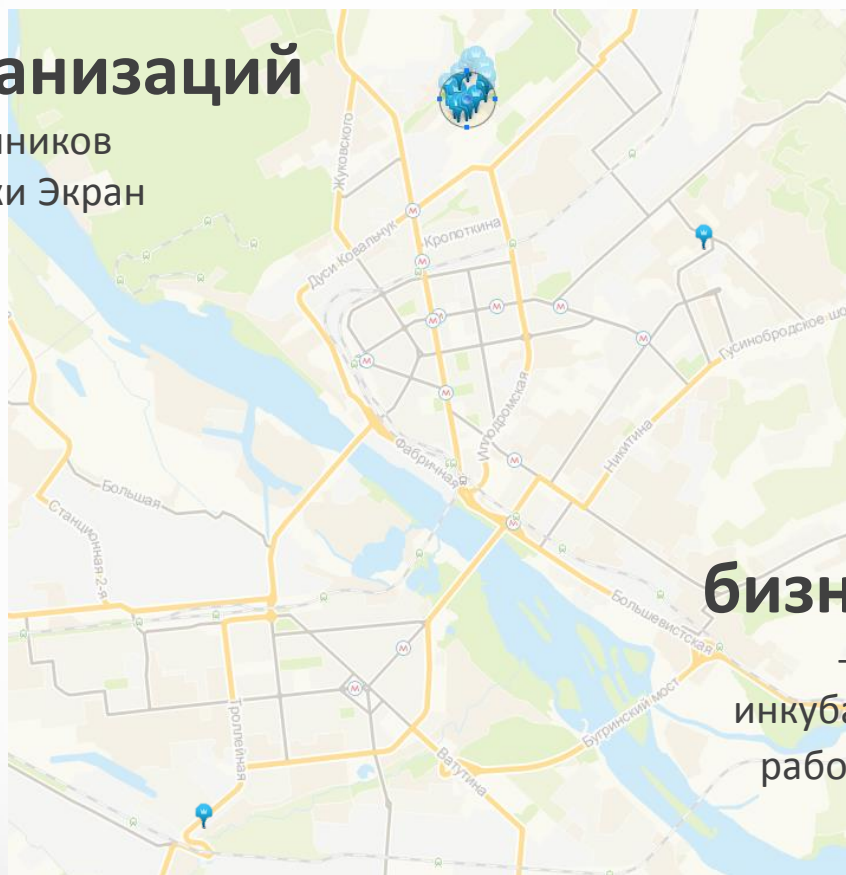 анизаций
ников
ки Экран
Жуковского
Дуси Ковальчук
Кропоткина
Гусинобродское шо
Ипподромская
Фабричная
Никитина
Большая
Станционная 2-я
бизн
Большевистская
-
инкуба
Троллейная
Бугринский мост
рабо
Ватутина
М
М
М
М
М
М
М
М
М
М
М
М